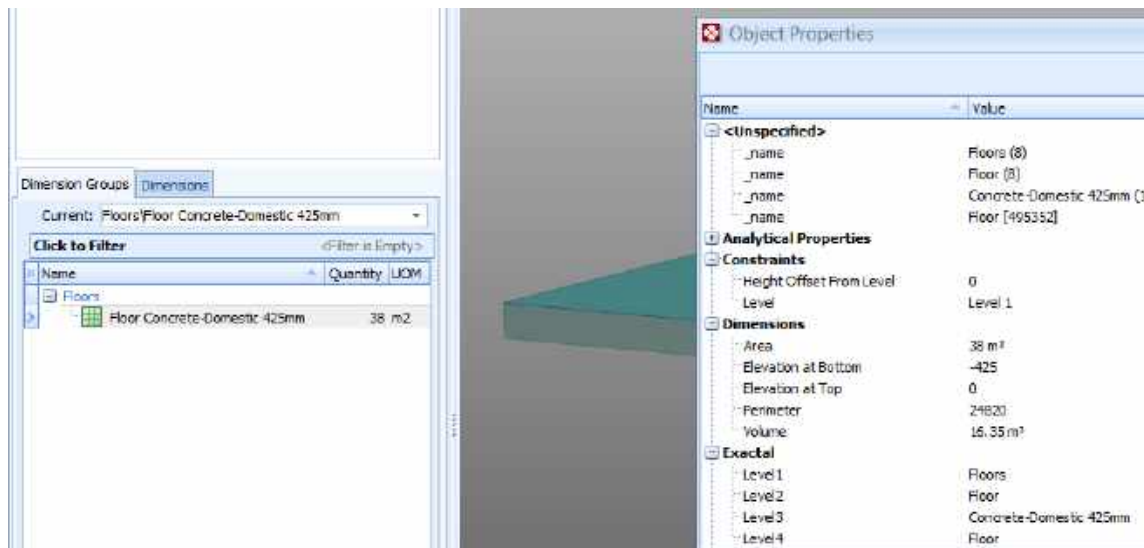 Dimension Groups Dimensions
Current: Floors\Floor Concrete-Domestic 425mm
Click to Filter <Filter is Empty>
Name Quantity UOM
Floors
Floor Concrete-Domestic 425mm 38 m2
Object Properties
Name Value
<Unspecified>
_name Floors (8)
_name Floor (8)
_name Concrete-Domestic 425mm (1
_name Floor [495352]
Analytical Properties
Constraints
Height Offset From Level 0
Level Level 1
Dimensions
Area 38 m²
Elevation at Bottom -425
Elevation at Top 0
Perimeter 24820
Volume 16.35 m³
Exactal
Level1 Floors
Level2 Floor
Level3 Concrete-Domestic 425mm
Level4 Floor